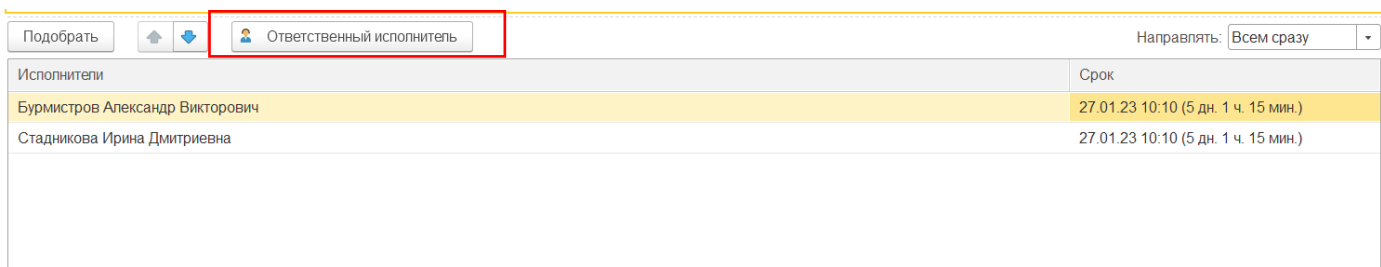 Подобрать Ответственный исполнитель Направлять: Всем сразу
Исполнители Срок
Бурмистров Александр Викторович 27.01.23 10:10 (5 дн. 1 ч. 15 мин.)
Стадникова Ирина Дмитриевна 27.01.23 10:10 (5 дн. 1 ч. 15 мин.)